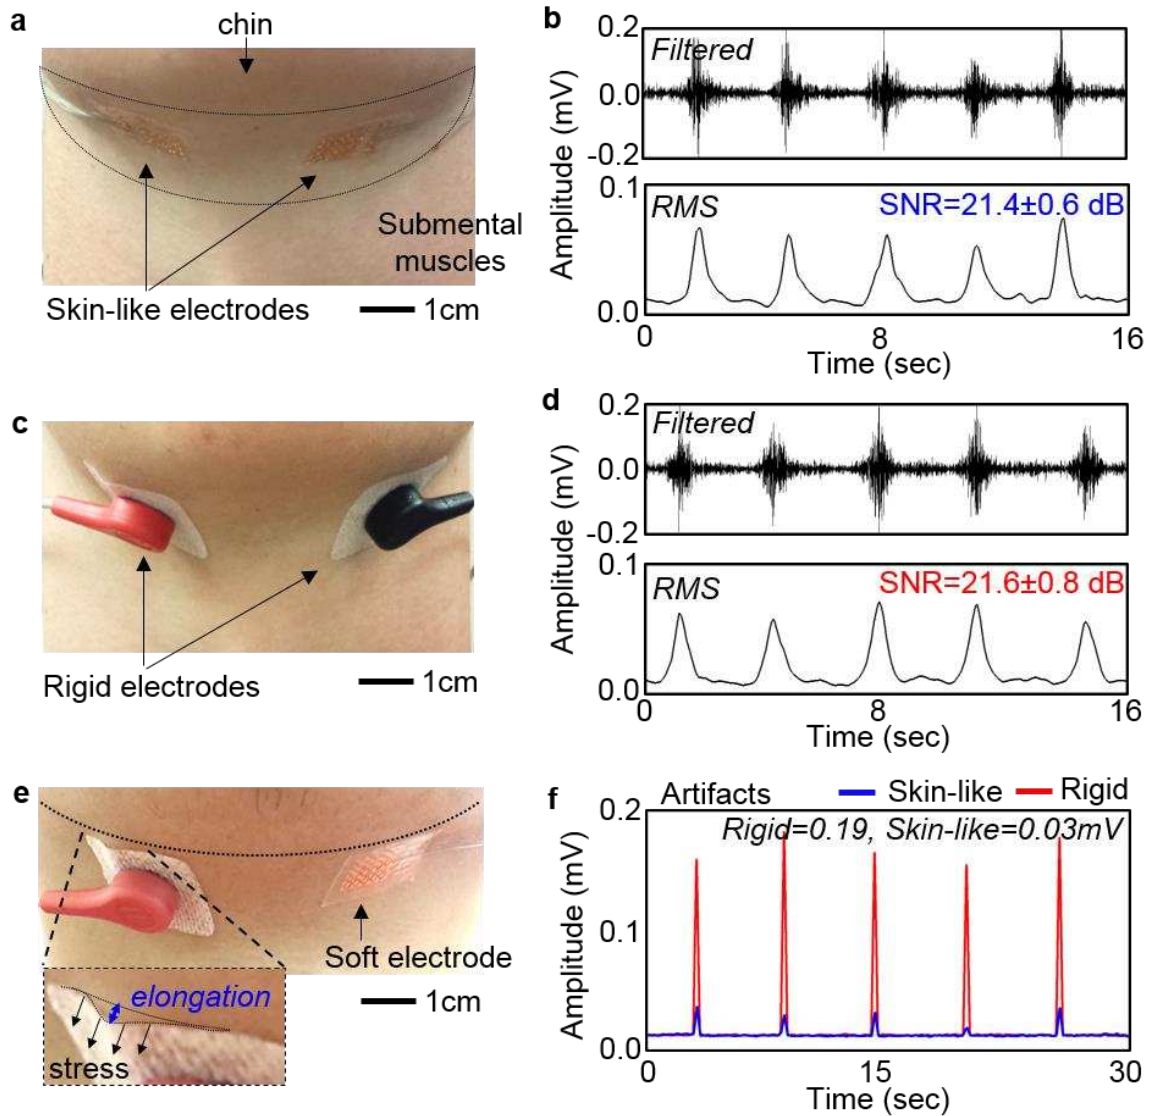 a
chin
Submental
muscles
Skin-like electrodes
1cm
b
Filtered
Amplitude (mV)
0.2
0.0
-0.2
RMS
SNR=21.4±0.6 dB
0.1
0.0
0
8
16
Time (sec)
c
Rigid electrodes
1cm
d
Filtered
Amplitude (mV)
0.2
0.0
-0.2
RMS
SNR=21.6±0.8 dB
0.1
0.0
0
8
16
Time (sec)
e
Soft electrode
elongation
stress
1cm
f
Artifacts
Skin-like
Rigid
Rigid=0.19, Skin-like=0.03mV
Amplitude (mV)
0.2
0.1
0.0
0
15
30
Time (sec)